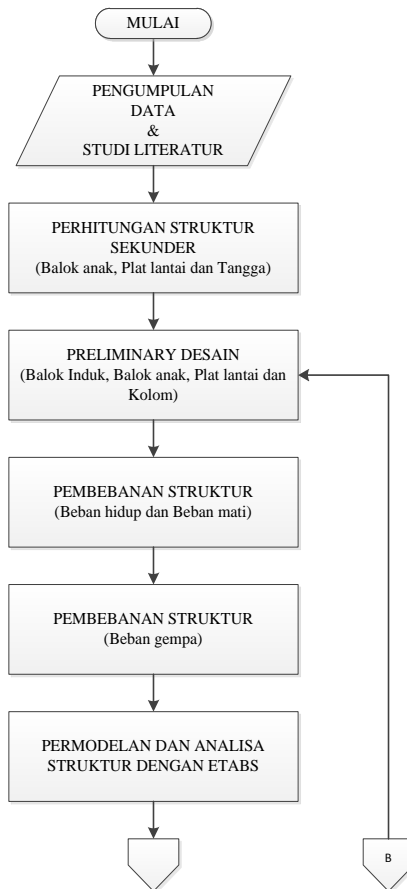 MULAI
PENGUMPULAN
DATA
&
STUDI LITERATUR
PERHITUNGAN STRUKTUR
SEKUNDER
(Balok anak, Plat lantai dan Tangga)
PRELIMINARY DESAIN
(Balok Induk, Balok anak, Plat lantai dan
Kolom)
PEMBEBANAN STRUKTUR
(Beban hidup dan Beban mati)
PEMBEBANAN STRUKTUR
(Beban gempa)
PERMODELAN DAN ANALISA
STRUKTUR DENGAN ETABS
B